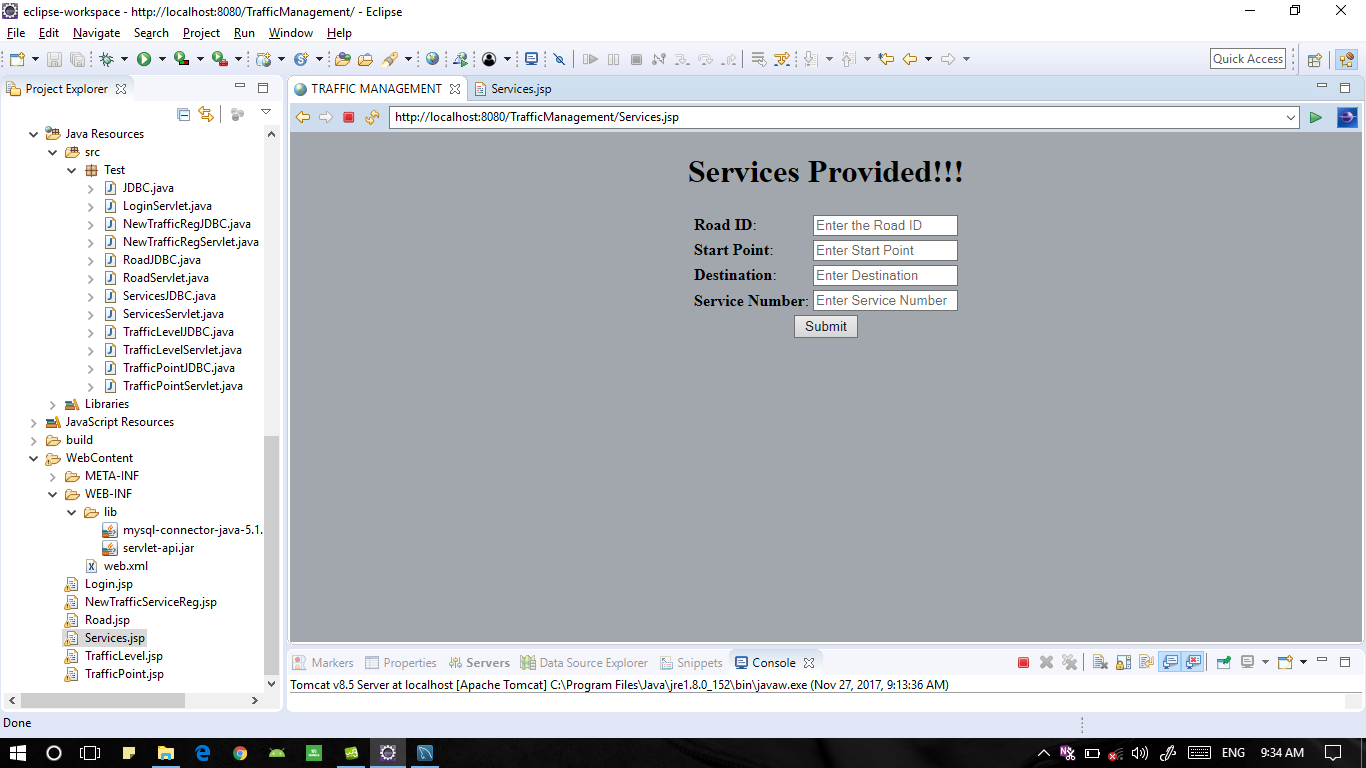 eclipse-workspace - http://localhost:8080/TrafficManagement/ - Eclipse
File Edit Navigate Search Project Run Window Help
Quick Access
Project Explorer
Java Resources
src
Test
JDBC.java
LoginServlet.java
NewTrafficRegJDBC.java
NewTrafficRegServlet.java
RoadJDBC.java
RoadServlet.java
ServicesJDBC.java
ServicesServlet.java
TrafficLevelJDBC.java
TrafficLevelServlet.java
TrafficPointJDBC.java
TrafficPointServlet.java
Libraries
JavaScript Resources
build
WebContent
META-INF
WEB-INF
lib
mysql-connector-java-5.1.
servlet-api.jar
web.xml
Login.jsp
NewTrafficServiceReg.jsp
Road.jsp
Services.jsp
TrafficLevel.jsp
TrafficPoint.jsp
TRAFFIC MANAGEMENT Services.jsp
http://localhost:8080/TrafficManagement/Services.jsp
Services Provided!!!
Road ID: Enter the Road ID
Start Point: Enter Start Point
Destination: Enter Destination
Service Number: Enter Service Number
Submit
Markers Properties Servers Data Source Explorer Snippets Console
Tomcat v8.5 Server at localhost [Apache Tomcat] C:\Program Files\Java\jre1.8.0_152\bin\javaw.exe (Nov 27, 2017, 9:13:36 AM)
Done
ENG 9:34 AM